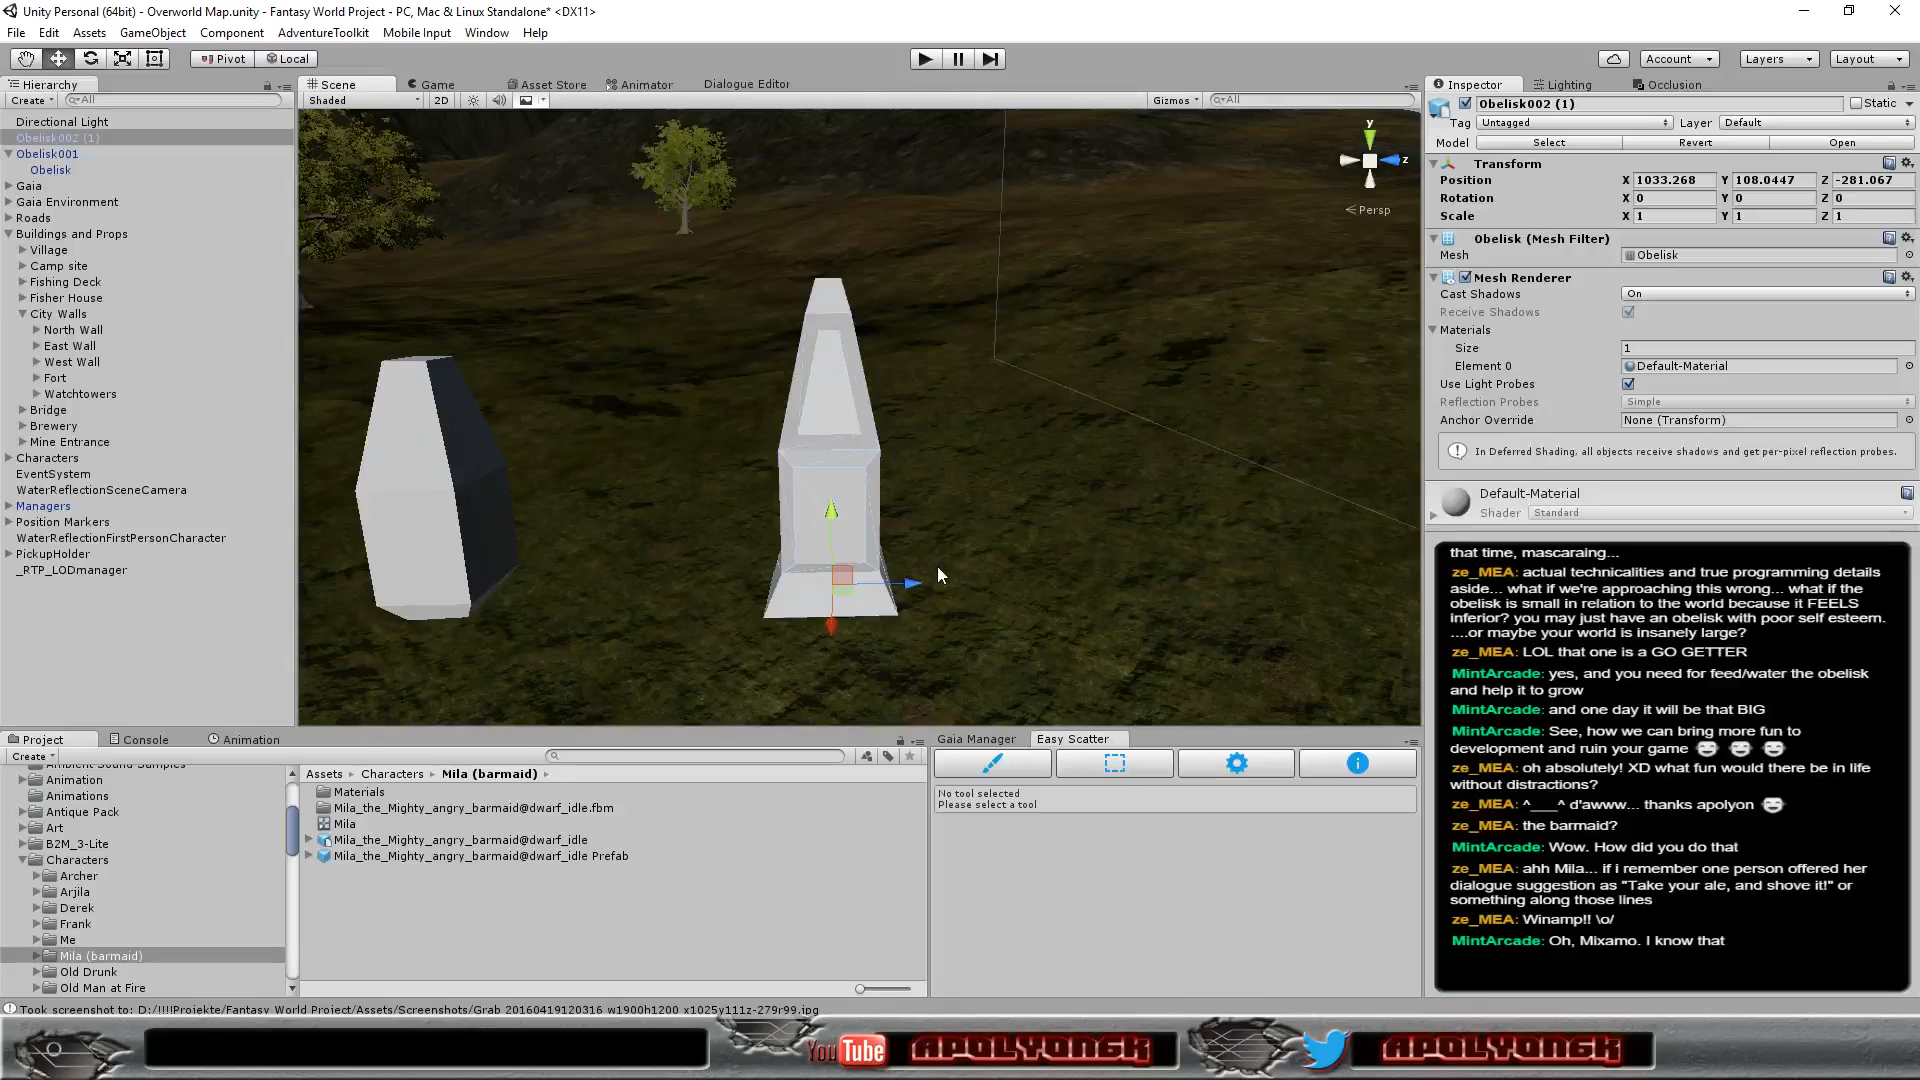 Unity Personal (64bit) - Overworld Map.unity - Fantasy World Project - PC, Mac & Linux Standalone* <DX11>
File Edit Assets GameObject Component AdventureToolkit Mobile Input Window Help
Pivot Local Account Layers Layout
Hierarchy
Create All
Directional Light
Obelisk002 (1)
Obelisk001
Obelisk
Gaia
Gaia Environment
Roads
Buildings and Props
Village
Camp site
Fishing Deck
Fisher House
City Walls
North Wall
East Wall
West Wall
Fort
Watchtowers
Bridge
Brewery
Mine Entrance
Characters
EventSystem
WaterReflectionSceneCamera
Managers
Position Markers
WaterReflectionFirstPersonCharacter
PickupHolder
_RTP_LODmanager
Scene Game Asset Store Animator Dialogue Editor
Shaded 2D Gizmos All
y
z
Persp
Inspector Lighting Occlusion
Obelisk002 (1) Static
Tag Untagged Layer Default
Model Select Revert Open
Transform
Position X 1033.268 Y 108.0447 Z -281.067
Rotation X 0 Y 0 Z 0
Scale X 1 Y 1 Z 1
Obelisk (Mesh Filter)
Mesh Obelisk
Mesh Renderer
Cast Shadows On
Receive Shadows
Materials
Size 1
Element 0 Default-Material
Use Light Probes
Reflection Probes Simple
Anchor Override None (Transform)
In Deferred Shading, all objects receive shadows and get per-pixel reflection probes.
Default-Material
Shader Standard
that time, mascaraing...
ze_MEA: actual technicalities and true programming details
aside... what if we're approaching this wrong... what if the
obelisk is small in relation to the world because it FEELS
inferior? you may just have an obelisk with poor self esteem.
....or maybe your world is insanely large?
ze_MEA: LOL that one is a GO GETTER
MintArcade: yes, and you need for feed/water the obelisk
and help it to grow
MintArcade: and one day it will be that BIG
MintArcade: See, how we can bring more fun to
development and ruin your game
ze_MEA: oh absolutely! XD what fun would there be in life
without distractions?
ze_MEA: ^___^ d'awww... thanks apolyon
ze_MEA: the barmaid?
MintArcade: Wow. How did you do that
ze_MEA: ahh Mila... if i remember one person offered her
dialogue suggestion as "Take your ale, and shove it!" or
something along those lines
ze_MEA: Winamp!! \o/
MintArcade: Oh, Mixamo. I know that
Project Console Animation
Create
Ambient Sound Samples
Animation
Animations
Antique Pack
Art
B2M_3-Lite
Characters
Archer
Arjila
Derek
Frank
Me
Mila (barmaid)
Old Drunk
Old Man at Fire
Assets Characters Mila (barmaid)
Materials
Mila_the_Mighty_angry_barmaid@dwarf_idle.fbm
Mila
Mila_the_Mighty_angry_barmaid@dwarf_idle
Mila_the_Mighty_angry_barmaid@dwarf_idle Prefab
Gaia Manager Easy Scatter
No tool selected
Please select a tool
Took screenshot to: D:/!!!!Projekte/Fantasy World Project/Assets/Screenshots/Grab 20160419120316 w1900h1200 x1025y111z-279r99.jpg
YouTube APOLYON6K APOLYON6K